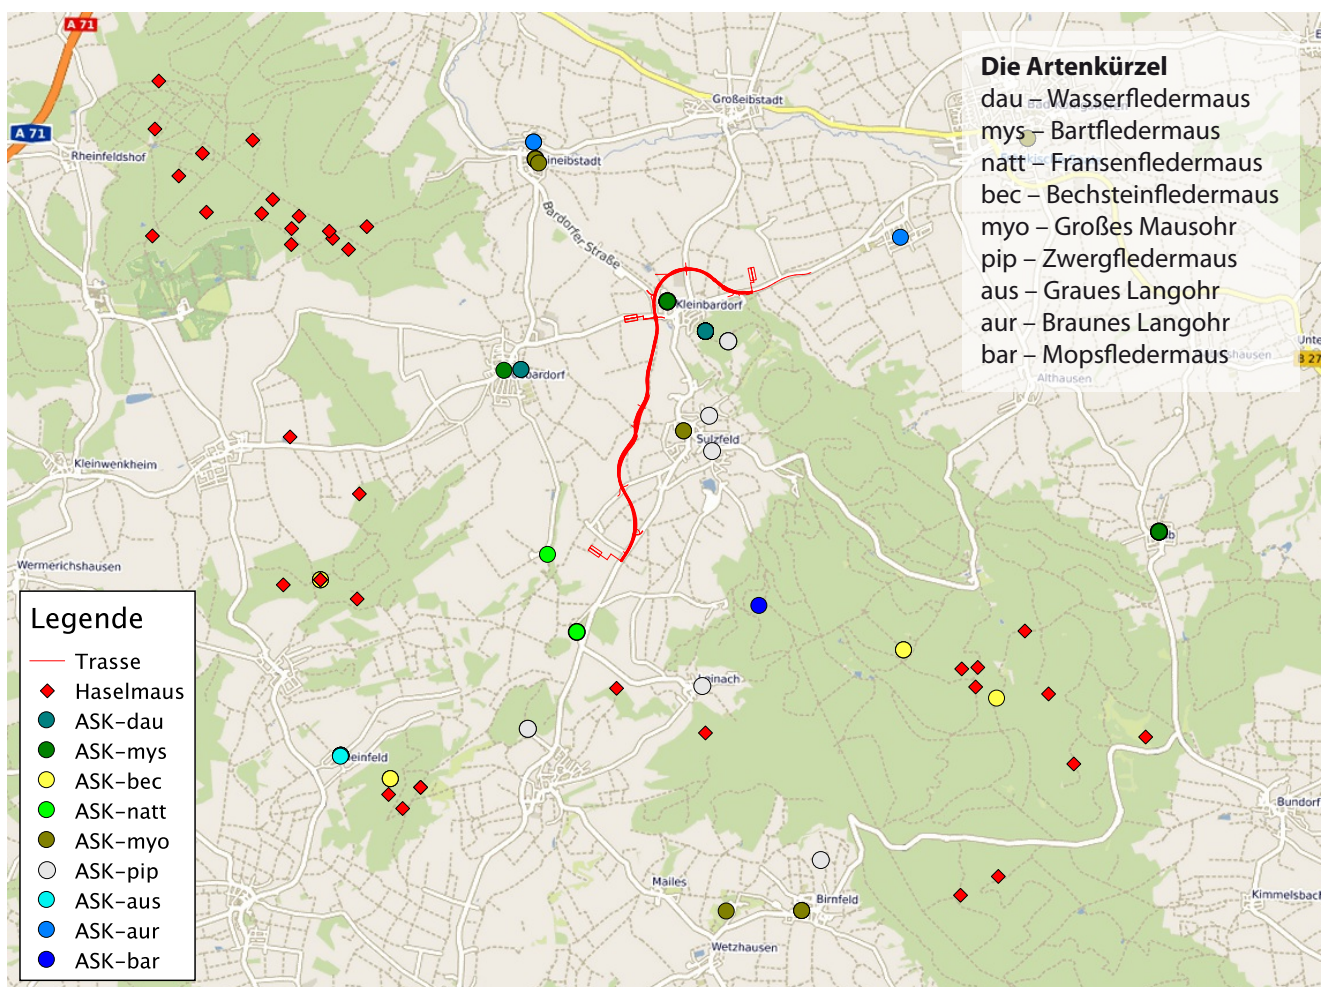 A 71
Großeibstadt
A 71
Rheinfeldshof
Bardorfer Straße
Kleinbardorf
Sulzfeld
Kleinwenkheim
Wermerichshausen
Althausen
B 27
Bundorf
Kimmelsbach
Mailes
Birnfeld
Wetzhausen
Die Artenkürzel
dau – Wasserfledermaus
mys – Bartfledermaus
natt – Fransenfledermaus
bec – Bechsteinfledermaus
myo – Großes Mausohr
pip – Zwergfledermaus
aus – Graues Langohr
aur – Braunes Langohr
bar – Mopsfledermaus
Legende
Trasse
Haselmaus
ASK-dau
ASK-mys
ASK-bec
ASK-natt
ASK-myo
ASK-pip
ASK-aus
ASK-aur
ASK-bar